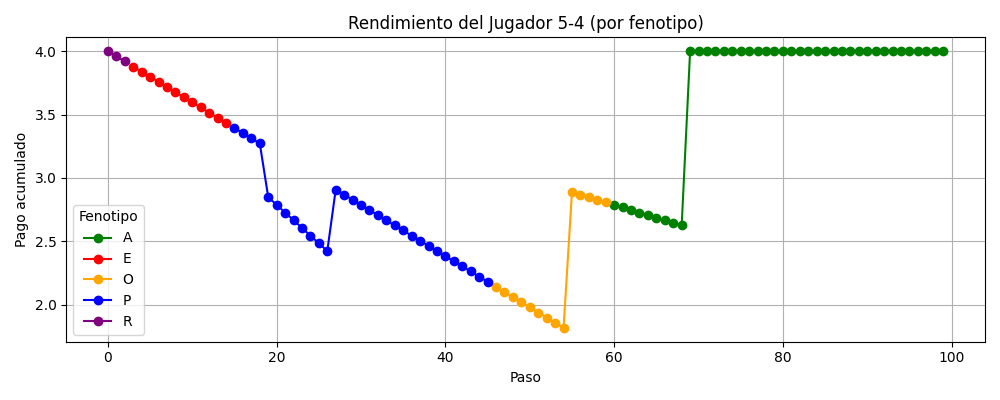 Rendimiento del Jugador 5-4 (por fenotipo)
Pago acumulado
4.0
3.5
3.0
2.5
2.0
Fenotipo
A
E
O
P
R
0 20 40 60 80 100
Paso